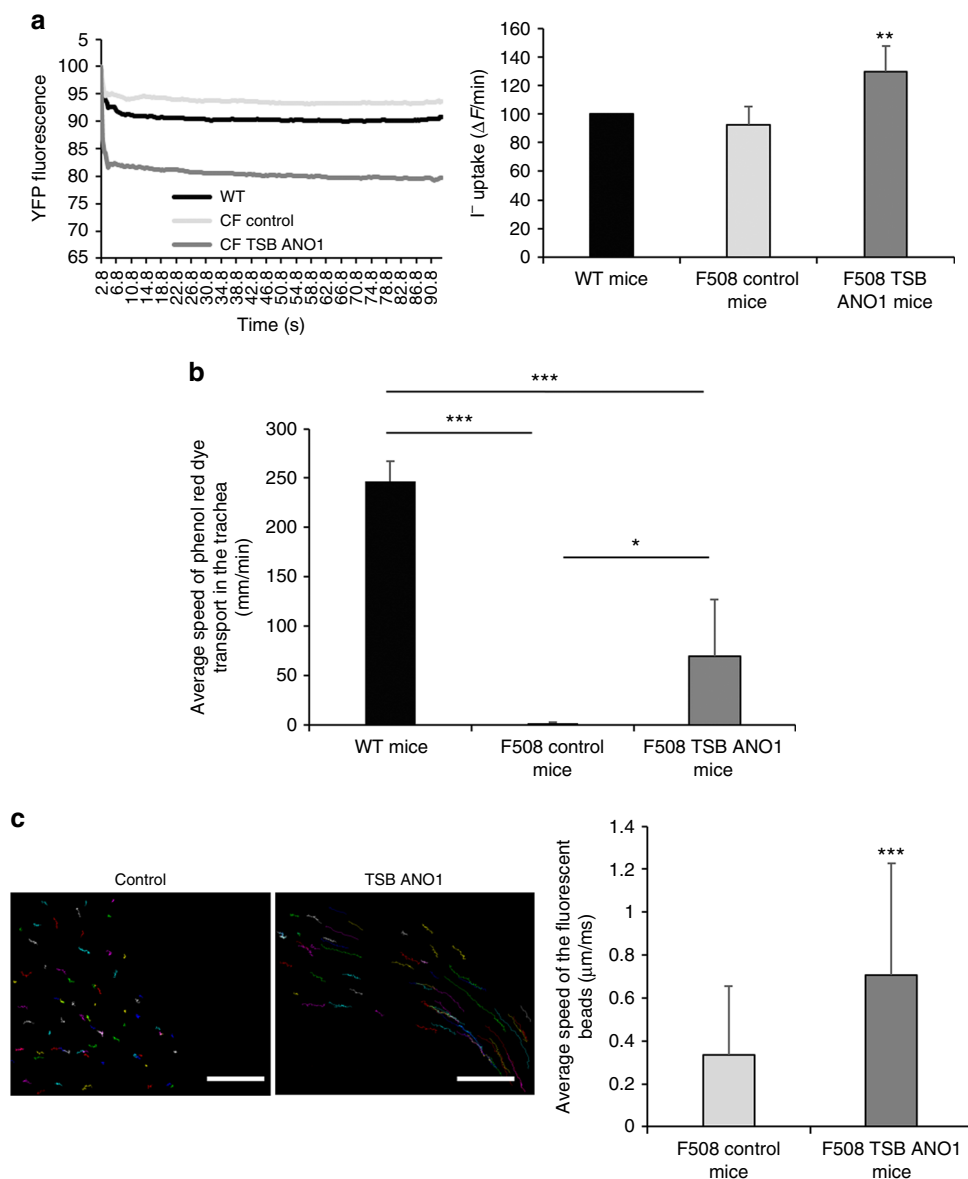 a
5
100
95
90
85
80
75
70
65
YFP fluorescence
WT
CF control
CF TSB ANO1
2.8
6.8
10.8
14.8
18.8
22.8
26.8
30.8
34.8
38.8
42.8
46.8
50.8
54.8
58.8
62.8
66.8
70.8
74.8
78.8
82.8
86.8
90.8
Time (s)
160
140
120
100
80
60
40
20
0
I– uptake (ΔF/min)
**
WT mice
F508 control
mice
F508 TSB
ANO1 mice
b
***
***
*
300
250
200
150
100
50
0
Average speed of phenol red dye
transport in the trachea
(mm/min)
WT mice
F508 control
mice
F508 TSB ANO1
mice
c
Control
TSB ANO1
1.4
1.2
1
0.8
0.6
0.4
0.2
0
Average speed of the fluorescent
beads (μm/ms)
***
F508 control
mice
F508 TSB ANO1
mice